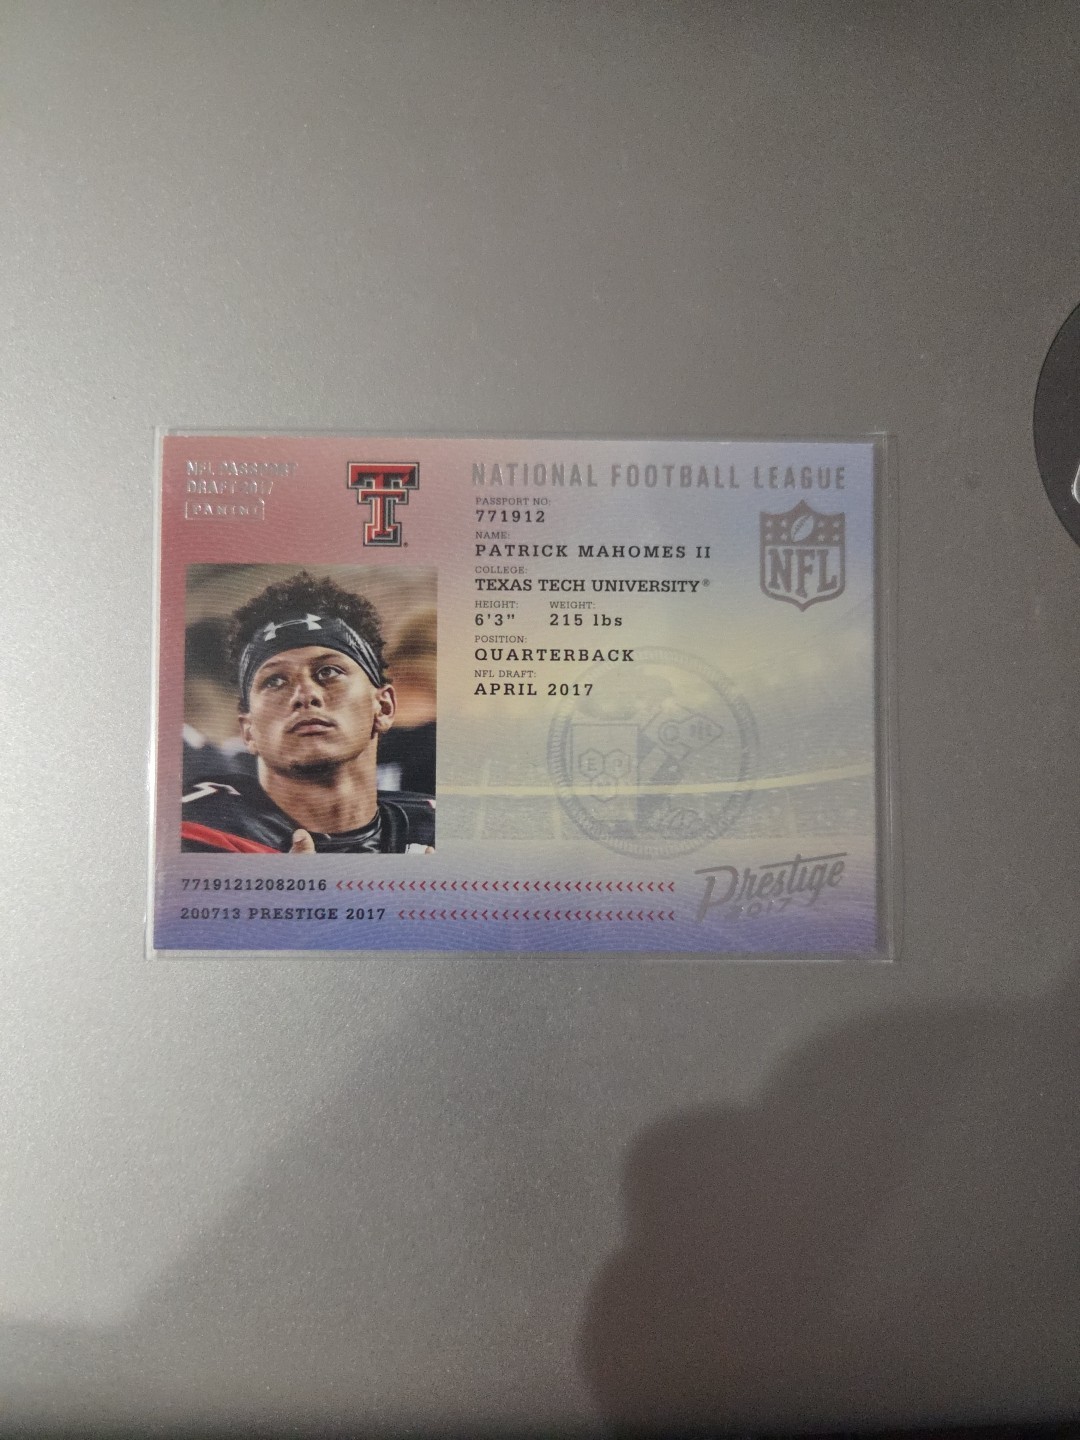 NFL PASSPORT
DRAFT 2017
PANINI
NATIONAL FOOTBALL LEAGUE
PASSPORT NO:
771912
NAME:
PATRICK MAHOMES II
COLLEGE:
TEXAS TECH UNIVERSITY®
HEIGHT: WEIGHT:
6'3" 215 lbs
POSITION:
QUARTERBACK
NFL DRAFT:
APRIL 2017
NFL
77191212082016 <<<<<<<<<<<<<<<<<<<<<<<<<<<
200713 PRESTIGE 2017 <<<<<<<<<<<<<<<<<<<<<<
Prestige
2017